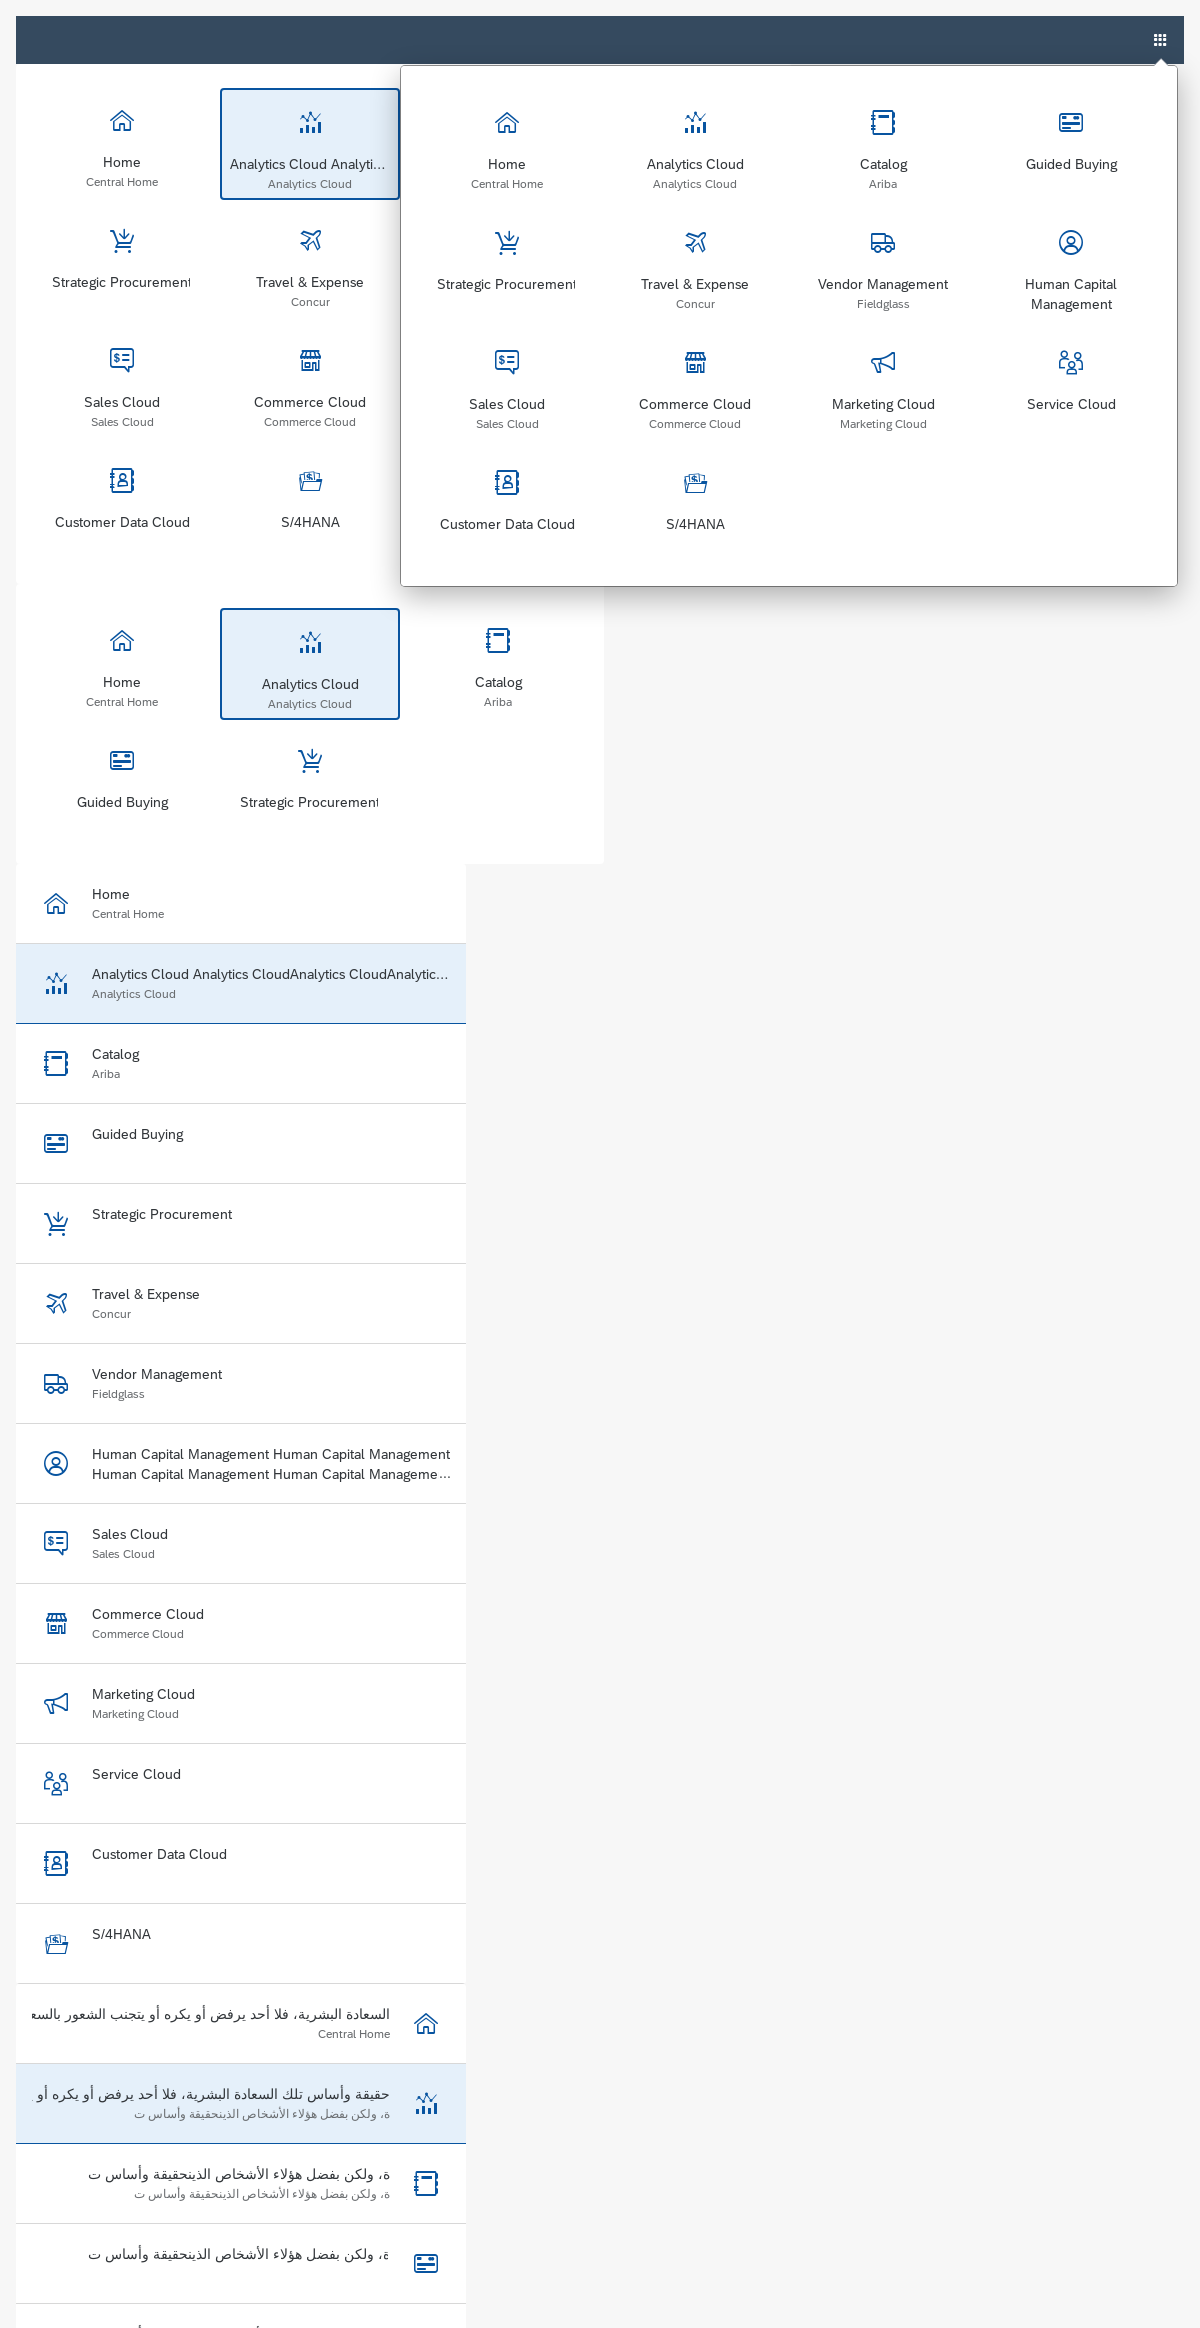 Home
Central Home
Analytics Cloud Analyti...
Analytics Cloud
Strategic Procurement
Travel & Expense
Concur
Sales Cloud
Sales Cloud
Commerce Cloud
Commerce Cloud
Customer Data Cloud
S/4HANA
Home
Central Home
Analytics Cloud
Analytics Cloud
Catalog
Ariba
Guided Buying
Strategic Procurement
Travel & Expense
Concur
Vendor Management
Fieldglass
Human Capital
Management
Sales Cloud
Sales Cloud
Commerce Cloud
Commerce Cloud
Marketing Cloud
Marketing Cloud
Service Cloud
Customer Data Cloud
S/4HANA
Home
Central Home
Analytics Cloud
Analytics Cloud
Catalog
Ariba
Guided Buying
Strategic Procurement
Home
Central Home
Analytics Cloud Analytics CloudAnalytics CloudAnalytic...
Analytics Cloud
Catalog
Ariba
Guided Buying
Strategic Procurement
Travel & Expense
Concur
Vendor Management
Fieldglass
Human Capital Management Human Capital Management
Human Capital Management Human Capital Manageme...
Sales Cloud
Sales Cloud
Commerce Cloud
Commerce Cloud
Marketing Cloud
Marketing Cloud
Service Cloud
Customer Data Cloud
S/4HANA
السعادة البشرية، فلا أحد يرفض أو يكره أو يتجنب الشعور
Central Home
حقيقة وأساس تلك السعادة البشرية، فلا أحد يرفض أو يكره أو
ة، ولكن بفضل هؤلاء الأشخاص الذينحقيقة وأساس ت
ة، ولكن بفضل هؤلاء الأشخاص الذينحقيقة وأساس ت
ة، ولكن بفضل هؤلاء الأشخاص الذينحقيقة وأساس ت
ة، ولكن بفضل هؤلاء الأشخاص الذينحقيقة وأساس ت